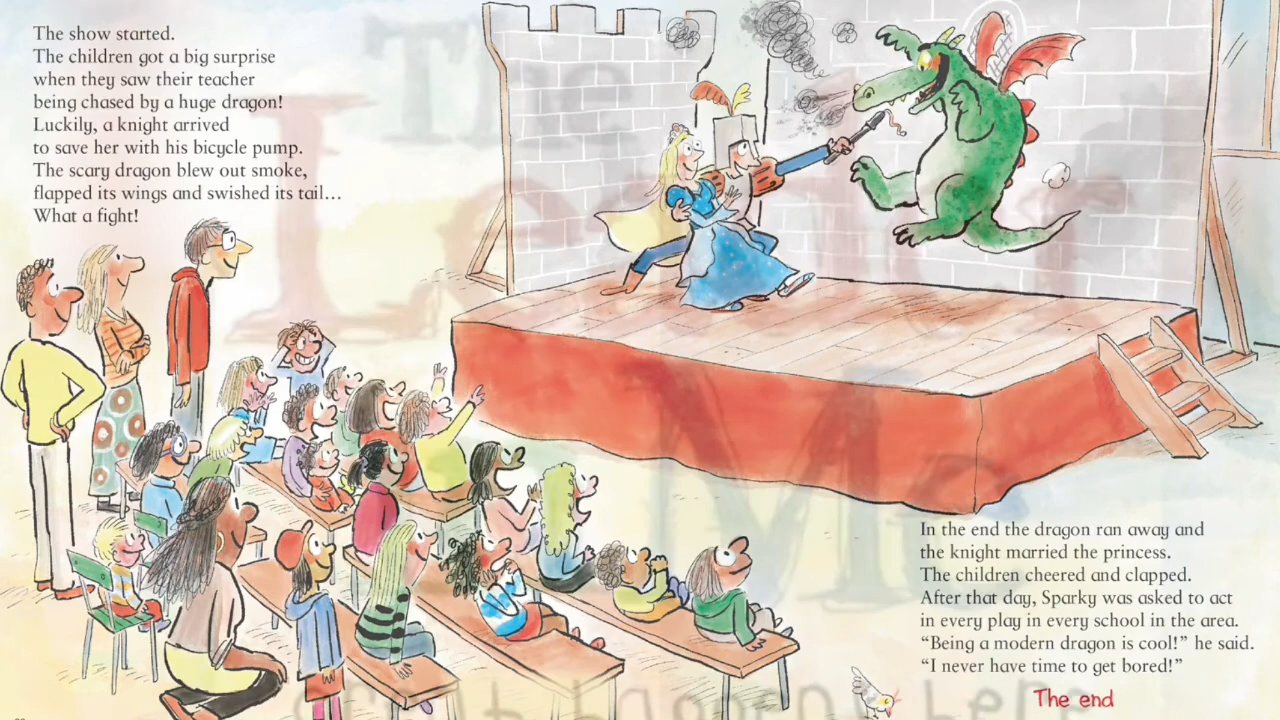 The show started.
The children got a big surprise
when they saw their teacher
being chased by a huge dragon!
Luckily, a knight arrived
to save her with his bicycle pump.
The scary dragon blew out smoke,
flapped its wings and swished its tail...
What a fight!
In the end the dragon ran away and
the knight married the princess.
The children cheered and clapped.
After that day, Sparky was asked to act
in every play in every school in the area.
“Being a modern dragon is cool!” he said.
“I never have time to get bored!”
The end